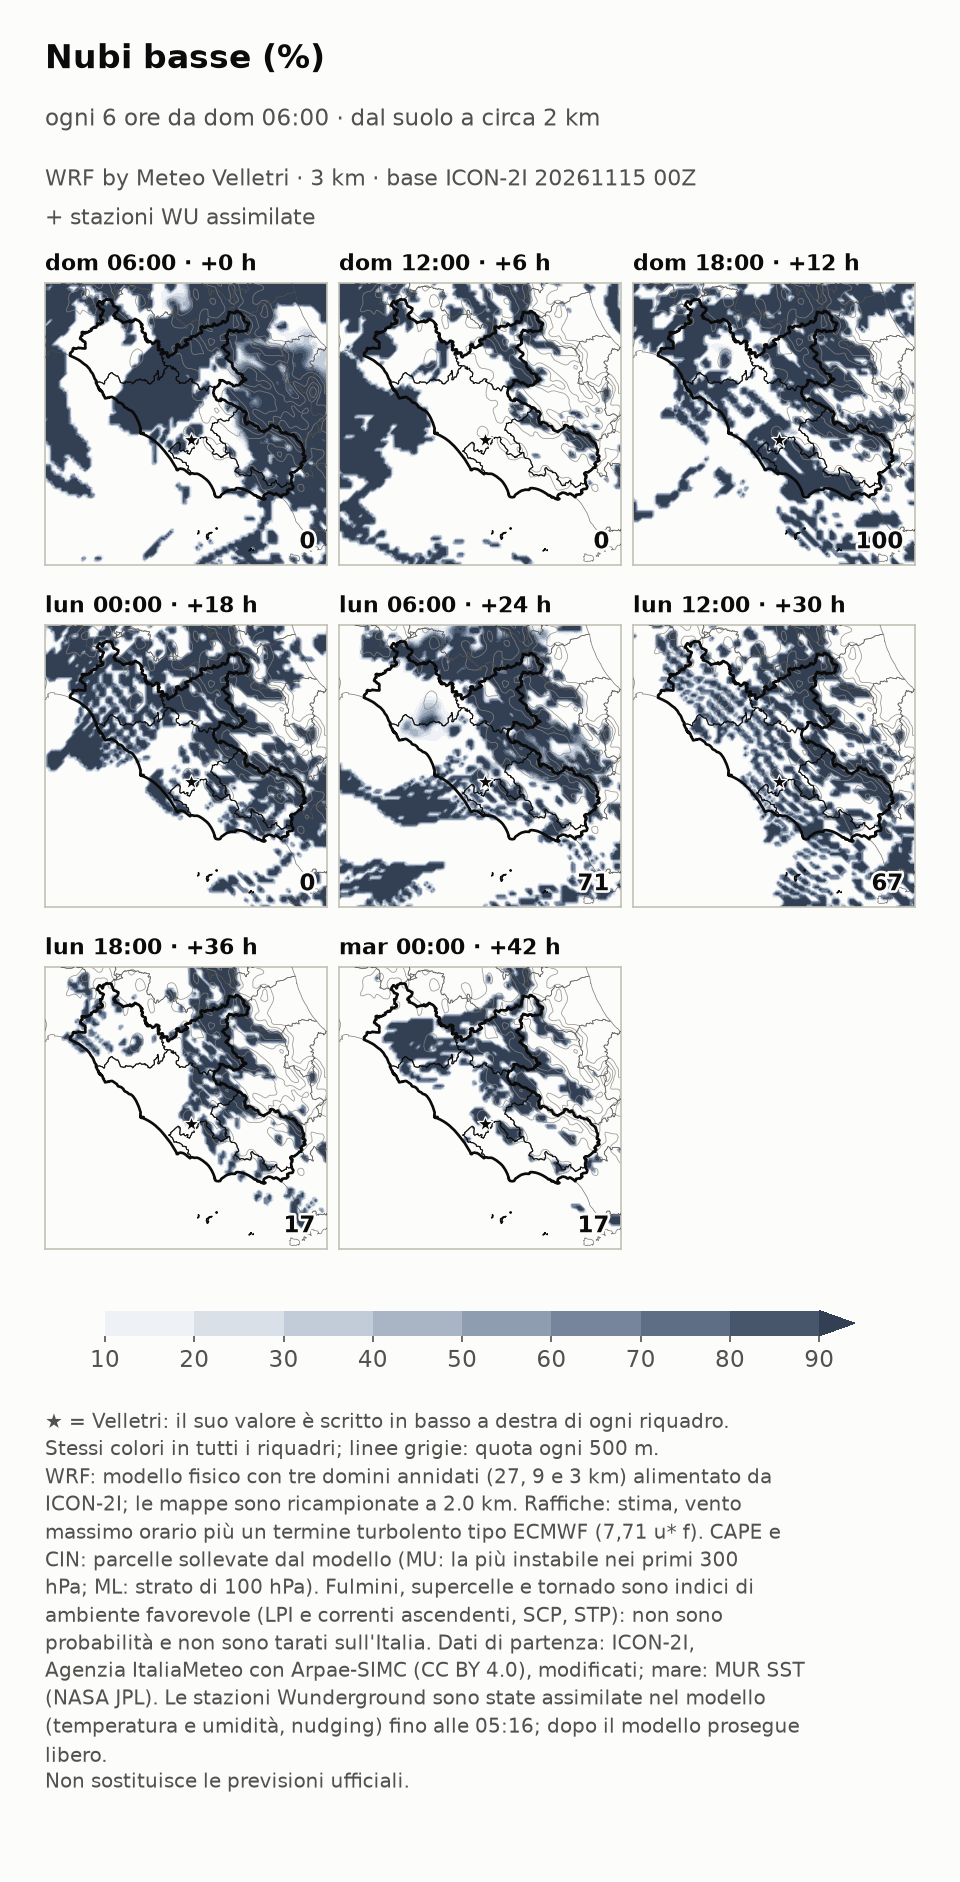 Nubi basse (%)
ogni 6 ore da dom 06:00 · dal suolo a circa 2 km
WRF by Meteo Velletri · 3 km · base ICON-2I 20261115 00Z
+ stazioni WU assimilate
dom 06:00 · +0 h
0
dom 12:00 · +6 h
0
dom 18:00 · +12 h
100
lun 00:00 · +18 h
0
lun 06:00 · +24 h
71
lun 12:00 · +30 h
67
lun 18:00 · +36 h
17
mar 00:00 · +42 h
17
10 20 30 40 50 60 70 80 90
★ = Velletri: il suo valore è scritto in basso a destra di ogni riquadro.
Stessi colori in tutti i riquadri; linee grigie: quota ogni 500 m.
WRF: modello fisico con tre domini annidati (27, 9 e 3 km) alimentato da
ICON-2I; le mappe sono ricampionate a 2.0 km. Raffiche: stima, vento
massimo orario più un termine turbolento tipo ECMWF (7,71 u* f). CAPE e
CIN: parcelle sollevate dal modello (MU: la più instabile nei primi 300
hPa; ML: strato di 100 hPa). Fulmini, supercelle e tornado sono indici di
ambiente favorevole (LPI e correnti ascendenti, SCP, STP): non sono
probabilità e non sono tarati sull'Italia. Dati di partenza: ICON-2I,
Agenzia ItaliaMeteo con Arpae-SIMC (CC BY 4.0), modificati; mare: MUR SST
(NASA JPL). Le stazioni Wunderground sono state assimilate nel modello
(temperatura e umidità, nudging) fino alle 05:16; dopo il modello prosegue
libero.
Non sostituisce le previsioni ufficiali.